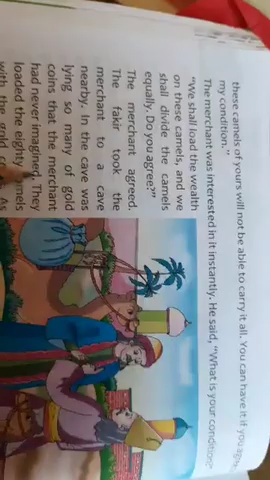 these camels of yours will not be able to carry it all. You can have it if you agree
my condition."
The merchant was interested in it instantly. He said, "What is your condition?"
"We shall load the wealth
on these camels, and we
shall divide the camels
equally. Do you agree?"
The merchant agreed.
The fakir took the
merchant to a cave
nearby. In the cave was
lying so many of gold
coins that the merchant
had never imagined. They
loaded the eighty camels
with the gold As